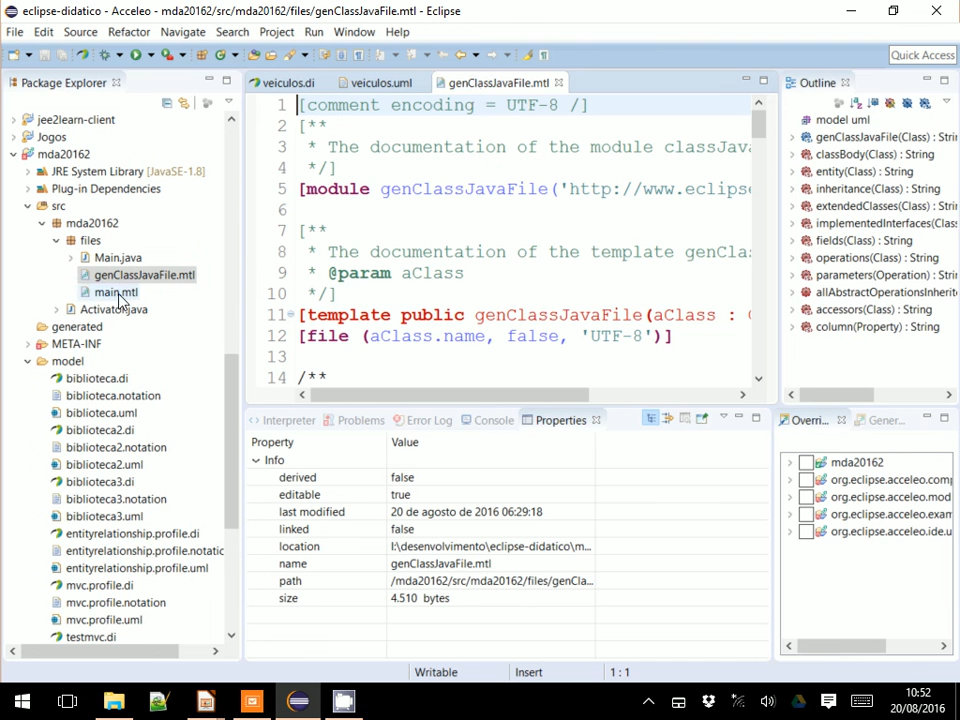 eclipse-didatico - Acceleo - mda20162/src/mda20162/files/genClassJavaFile.mtl - Eclipse
File Edit Source Refactor Navigate Search Project Run Window Help
Quick Access
Package Explorer
jee2learn-client
Jogos
mda20162
JRE System Library [JavaSE-1.8]
Plug-in Dependencies
src
mda20162
files
Main.java
genClassJavaFile.mtl
main.mtl
Activator.java
generated
META-INF
model
biblioteca.di
biblioteca.notation
biblioteca.uml
biblioteca2.di
biblioteca2.notation
biblioteca2.uml
biblioteca3.di
biblioteca3.notation
biblioteca3.uml
entityrelationship.profile.di
entityrelationship.profile.notatic
entityrelationship.profile.uml
mvc.profile.di
mvc.profile.notation
mvc.profile.uml
testmvc.di
veiculos.di veiculos.uml genClassJavaFile.mtl
1 [comment encoding = UTF-8 /]
2 [**
3 * The documentation of the module classJava
4 */]
5 [module genClassJavaFile('http://www.eclipse
6
7 [**
8 * The documentation of the template genClas
9 * @param aClass
10 */]
11 [template public genClassJavaFile(aClass :
12 [file (aClass.name, false, 'UTF-8')]
13
14 /**
Outline
model uml
genClassJavaFile(Class) : Strin
classBody(Class) : String
entity(Class) : String
inheritance(Class) : String
extendedClasses(Class) : String
implementedInterfaces(Class
fields(Class) : String
operations(Class) : String
parameters(Operation) : String
allAbstractOperationsInherite
accessors(Class) : String
column(Property) : String
Interpreter Problems Error Log Console Properties
Property Value
Info
derived false
editable true
last modified 20 de agosto de 2016 06:29:18
linked false
location I:\desenvolvimento\eclipse-didatico\m...
name genClassJavaFile.mtl
path /mda20162/src/mda20162/files/genCla...
size 4.510 bytes
Overri... Gener...
mda20162
org.eclipse.acceleo.comp
org.eclipse.acceleo.mod
org.eclipse.acceleo.exam
org.eclipse.acceleo.ide.u
Writable Insert 1 : 1
10:52
20/08/2016